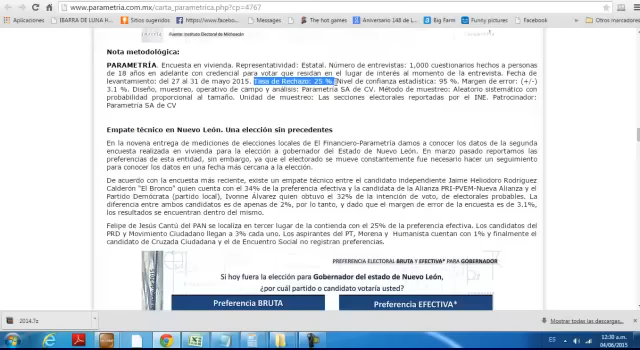 www.parametria.com.mx/carta_parametrica.php?cp=4767
Aplicaciones IBARRA DE LUNA H... Sitios sugeridos https://www.facebo... Messages The hot games Aniversario 148 de L... Big Farm Funny pictures Facebook Otros marcadores
Fuente: Instituto Electoral de Michoacán
Nota metodológica:
PARAMETRÍA. Encuesta en vivienda. Representatividad: Estatal. Número de entrevistas: 1,000 cuestionarios hechos a personas
de 18 años en adelante con credencial para votar que residan en el lugar de interés al momento de la entrevista. Fecha de
levantamiento: del 27 al 31 de mayo 2015. Tasa de Rechazo: 25 %. Nivel de confianza estadística: 95 %. Margen de error: (+/-)
3.1 %. Diseño, muestreo, operativo de campo y análisis: Parametría SA de CV. Método de muestreo: Aleatorio sistemático con
probabilidad proporcional al tamaño. Unidad de muestreo: Las secciones electorales reportadas por el INE. Patrocinador:
Parametría SA de CV
Empate técnico en Nuevo León. Una elección sin precedentes
En la novena entrega de mediciones de elecciones locales de El Financiero-Parametría damos a conocer los datos de la segunda
encuesta realizada en vivienda para la elección a gobernador del Estado de Nuevo León. En marzo pasado reportamos las
preferencias de esta entidad, sin embargo, ya que el electorado se mueve constantemente fue necesario hacer un seguimiento
para conocer los datos en una fecha más cercana a la elección.
De acuerdo con la encuesta más reciente, existe un empate técnico entre el candidato independiente Jaime Heliodoro Rodríguez
Calderón "El Bronco" quien cuenta con el 34% de la preferencia efectiva y la candidata de la Alianza PRI-PVEM-Nueva Alianza y el
Partido Demócrata (partido local), Ivonne Álvarez quien obtuvo el 32% de la intención de voto, de electorales probables. La
diferencia entre ambos candidatos es de apenas de 2%, por lo tanto, y dado que el margen de error de la encuesta es de 3.1%,
los resultados se encuentran dentro del mismo.
Felipe de Jesús Cantú del PAN se localiza en tercer lugar de la contienda con el 25% de la preferencia efectiva. Los candidatos del
PRD y Movimiento Ciudadano llegan a 3% cada uno. Los aspirantes del PT, Morena y Humanista cuentan con 1% y finalmente el
candidato de Cruzada Ciudadana y el de Encuentro Social no registran preferencias.
PREFERENCIA ELECTORAL BRUTA Y EFECTIVA* PARA GOBERNADOR
Si hoy fuera la elección para Gobernador del estado de Nuevo León,
¿por cuál partido o candidato votaría usted?
Preferencia BRUTA Preferencia EFECTIVA*
2014.7z Mostrar todas las descargas...
ES 12:39 a.m.
04/06/2015